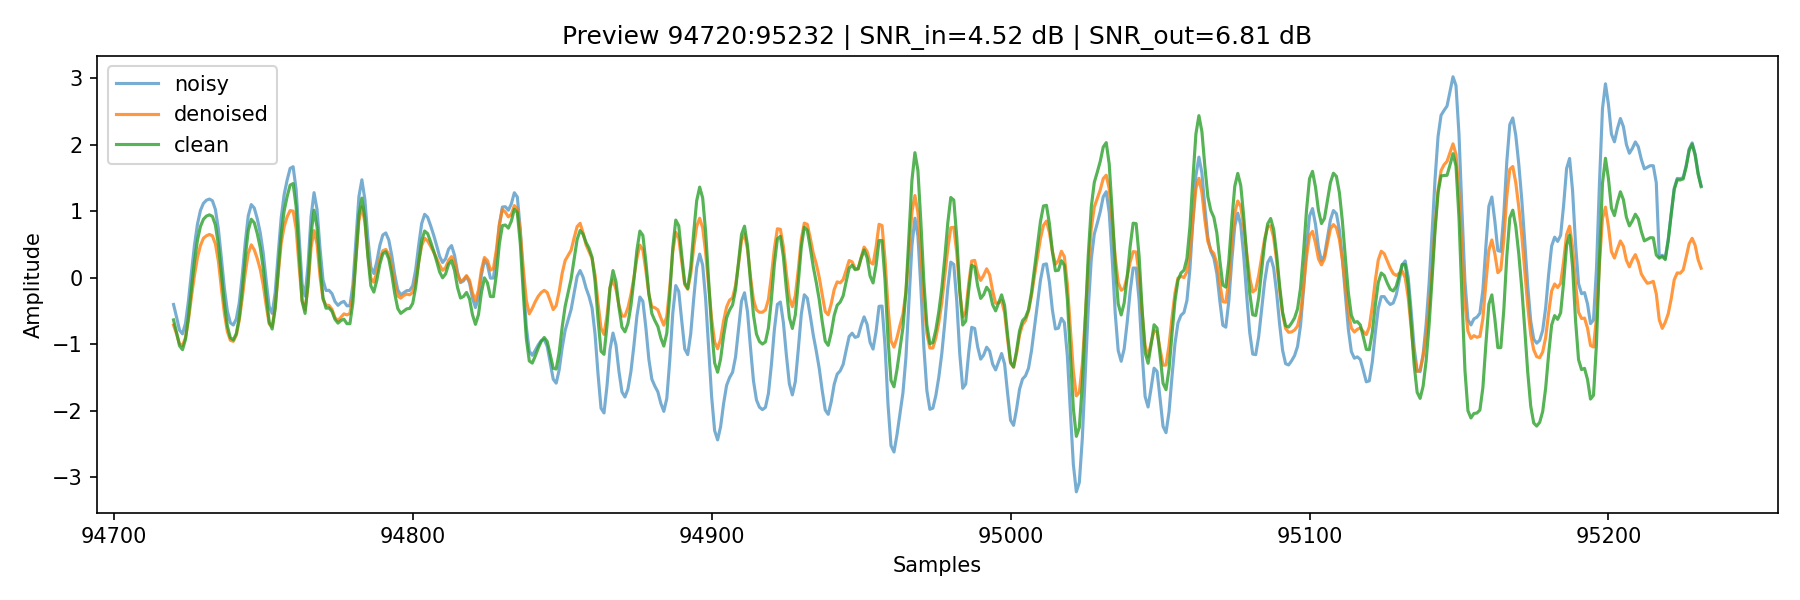 Preview 94720:95232 | SNR_in=4.52 dB | SNR_out=6.81 dB
noisy
denoised
clean
Amplitude
3
2
1
0
−1
−2
−3
94700 94800 94900 95000 95100 95200
Samples